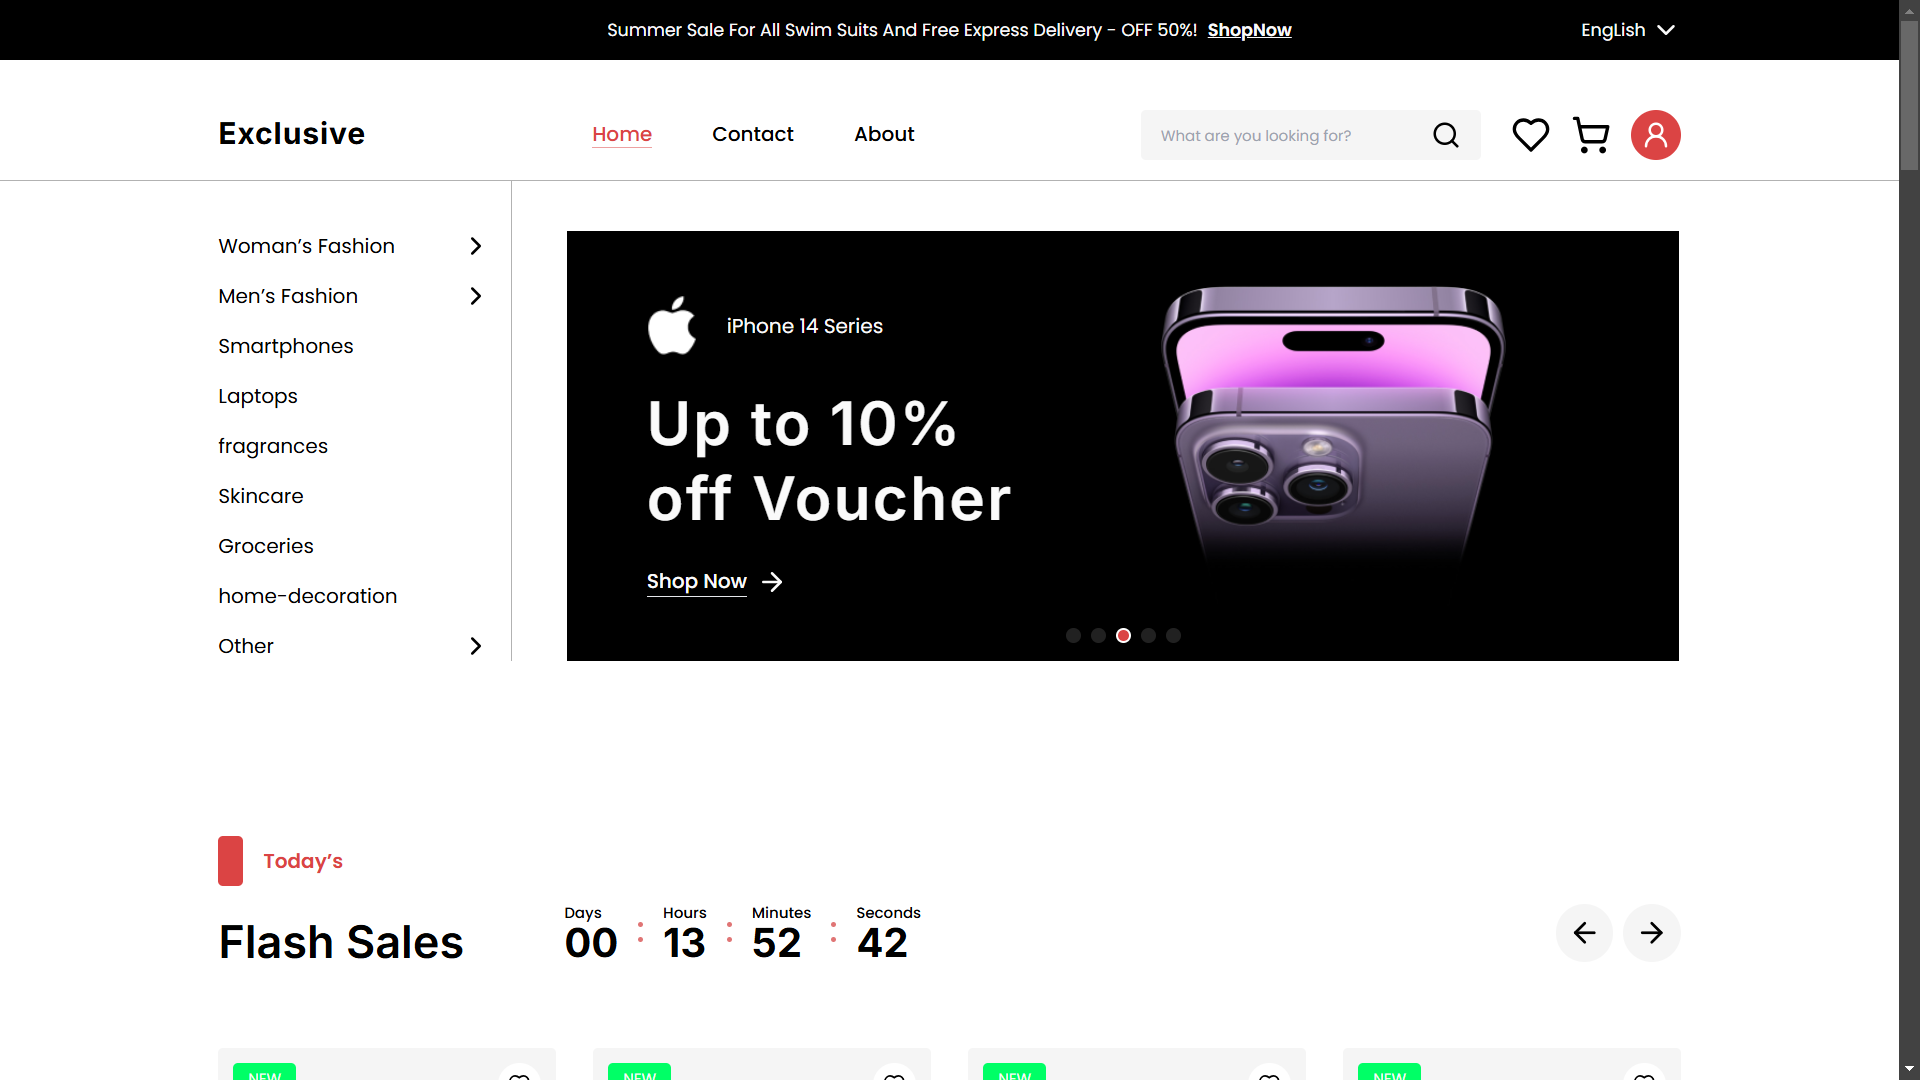 Summer Sale For All Swim Suits And Free Express Delivery - OFF 50%! ShopNow
EngLish
Exclusive
Home
Contact
About
What are you looking for?
Woman's Fashion
Men's Fashion
Smartphones
Laptops
fragrances
Skincare
Groceries
home-decoration
Other
iPhone 14 Series
Up to 10%
off Voucher
Shop Now
Today's
Flash Sales
Days
00
:
Hours
13
:
Minutes
52
:
Seconds
42
NEW
NEW
NEW
NEW